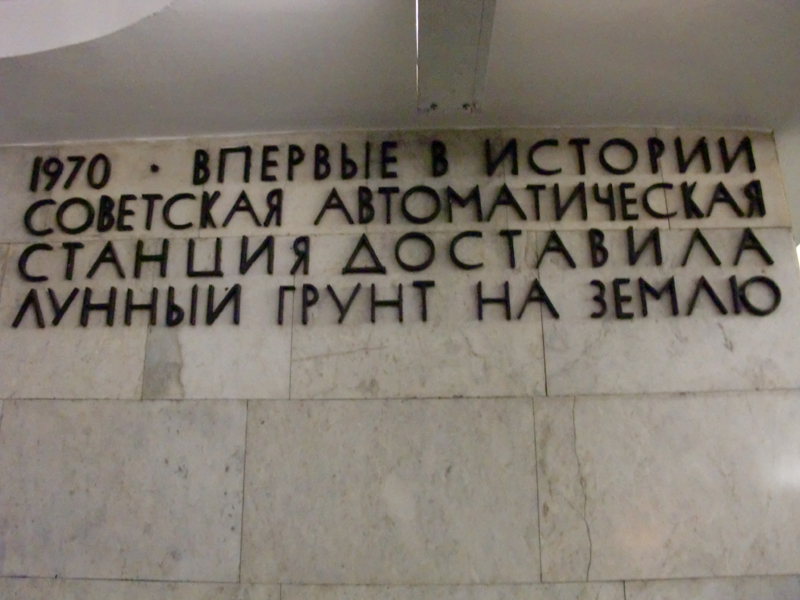 1970 · ВПЕРВЫЕ В ИСТОРИИ
СОВЕТСКАЯ АВТОМАТИЧЕСКАЯ
СТАНЦИЯ ДОСТАВИЛА
ЛУННЫЙ ГРУНТ НА ЗЕМЛЮ